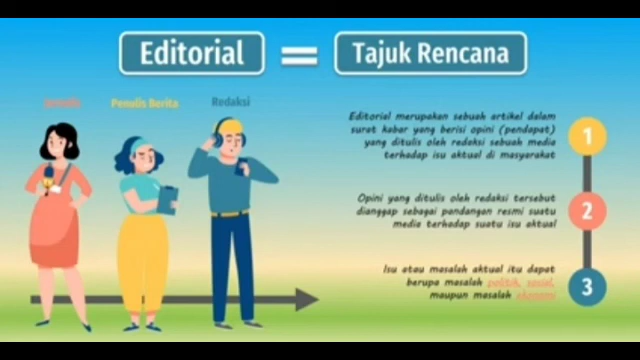 Editorial = Tajuk Rencana
Penulis Berita
Redaksi
Editorial merupakan sebuah artikel dalam
surat kabar yang berisi opini (pendapat)
yang ditulis oleh redaksi sebuah media
terhadap isu aktual di masyarakat
1
Opini yang ditulis oleh redaksi tersebut
dianggap sebagai pandangan resmi suatu
media terhadap suatu isu aktual
2
Isu atau masalah aktual itu dapat
berupa masalah politik, sosial,
maupun masalah ekonomi
3